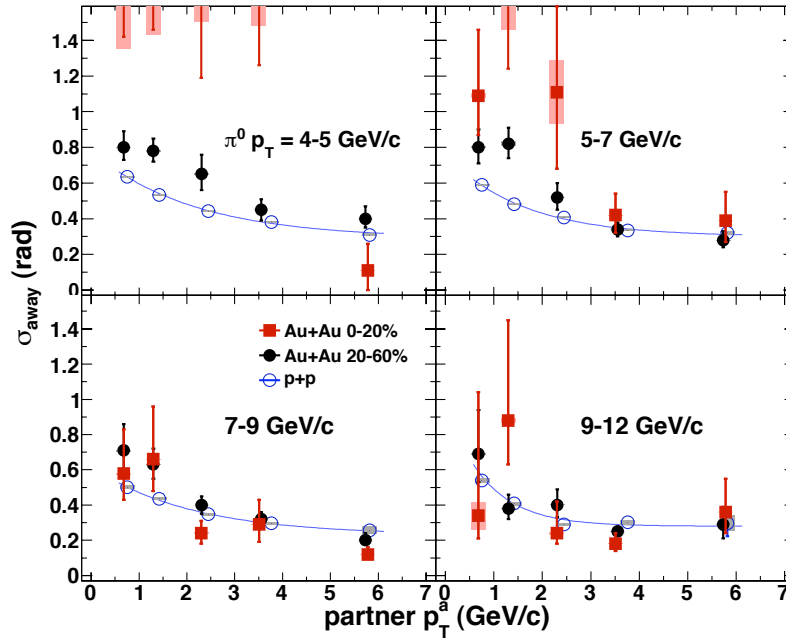 1.4
1.2
1
0.8
0.6
0.4
0.2
0
π⁰ p_T = 4-5 GeV/c
5-7 GeV/c
σ_away (rad)
1.4
1.2
1
0.8
0.6
0.4
0.2
0
Au+Au 0-20%
Au+Au 20-60%
p+p
7-9 GeV/c
9-12 GeV/c
0 1 2 3 4 5 6 7
0 1 2 3 4 5 6 7
partner p_T^a (GeV/c)